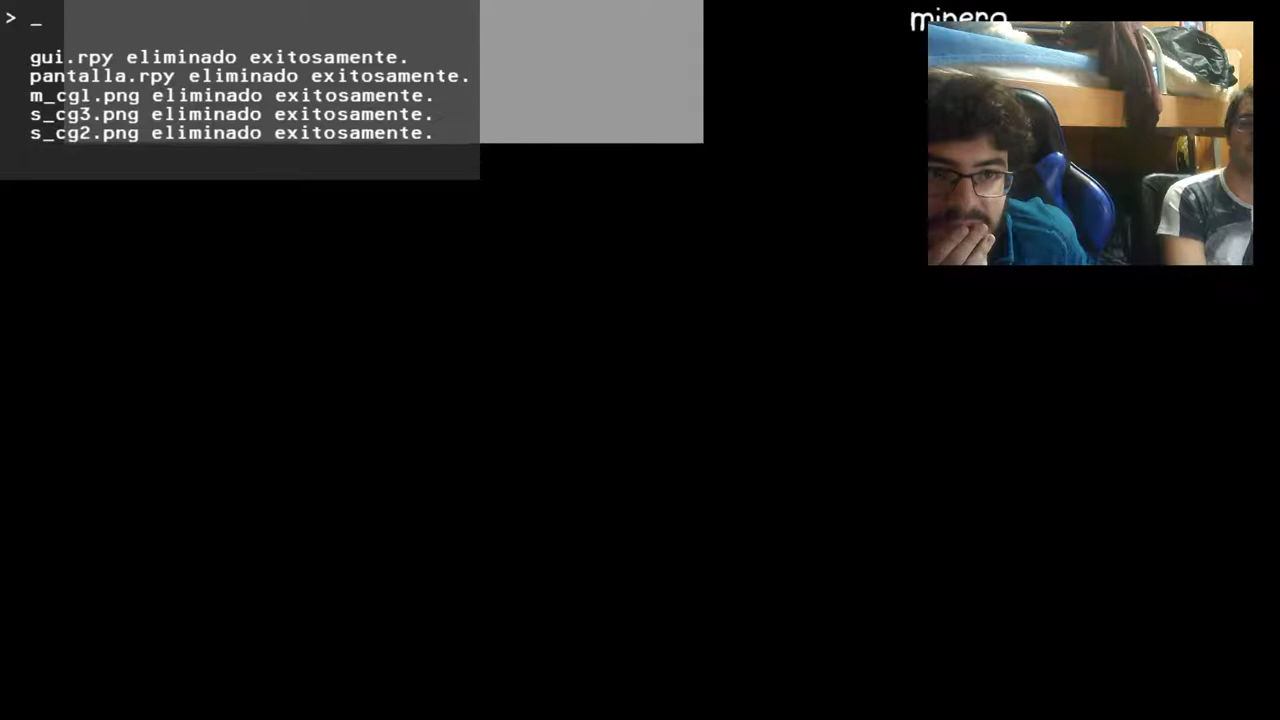 > _
gui.rpy eliminado exitosamente.
pantalla.rpy eliminado exitosamente.
m_cg1.png eliminado exitosamente.
s_cg3.png eliminado exitosamente.
s_cg2.png eliminado exitosamente.